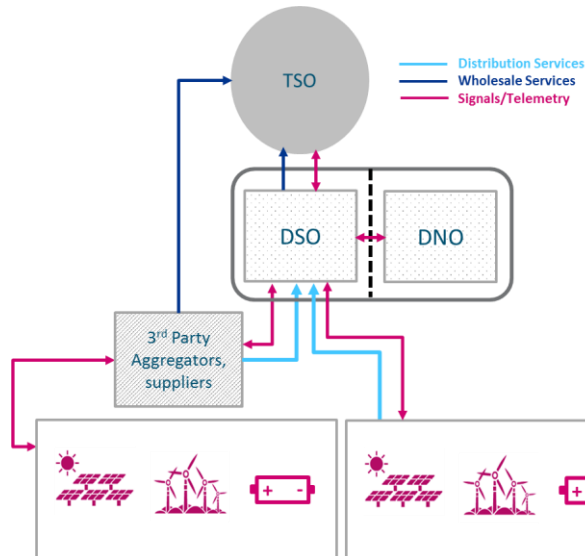 TSO
Distribution Services
Wholesale Services
Signals/Telemetry
DSO
DNO
3rd Party
Aggregators,
suppliers
+ -
+